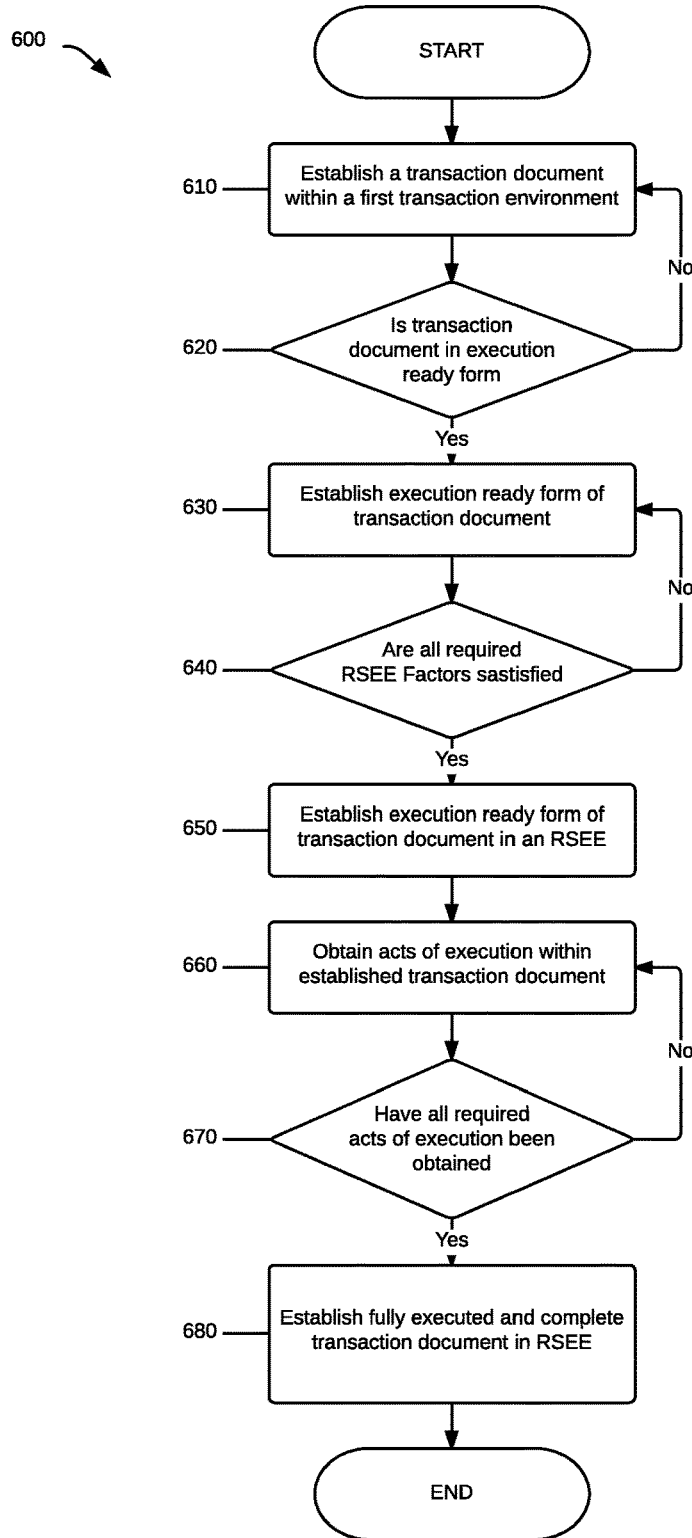 600
START
610
Establish a transaction document
within a first transaction environment
No
620
Is transaction
document in execution
ready form
Yes
630
Establish execution ready form of
transaction document
No
640
Are all required
RSEE Factors sastisfied
Yes
650
Establish execution ready form of
transaction document in an RSEE
660
Obtain acts of execution within
established transaction document
No
670
Have all required
acts of execution been
obtained
Yes
680
Establish fully executed and complete
transaction document in RSEE
END